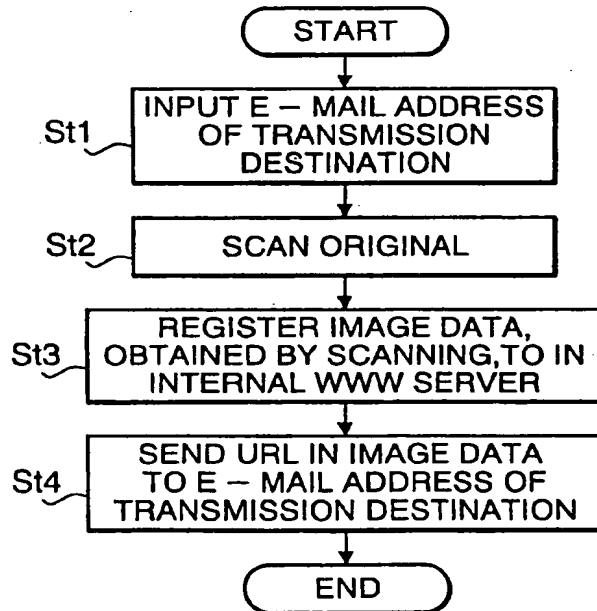 START
St1
INPUT E – MAIL ADDRESS
OF TRANSMISSION
DESTINATION
St2
SCAN ORIGINAL
St3
REGISTER IMAGE DATA,
OBTAINED BY SCANNING,TO IN
INTERNAL WWW SERVER
St4
SEND URL IN IMAGE DATA
TO E – MAIL ADDRESS OF
TRANSMISSION DESTINATION
END